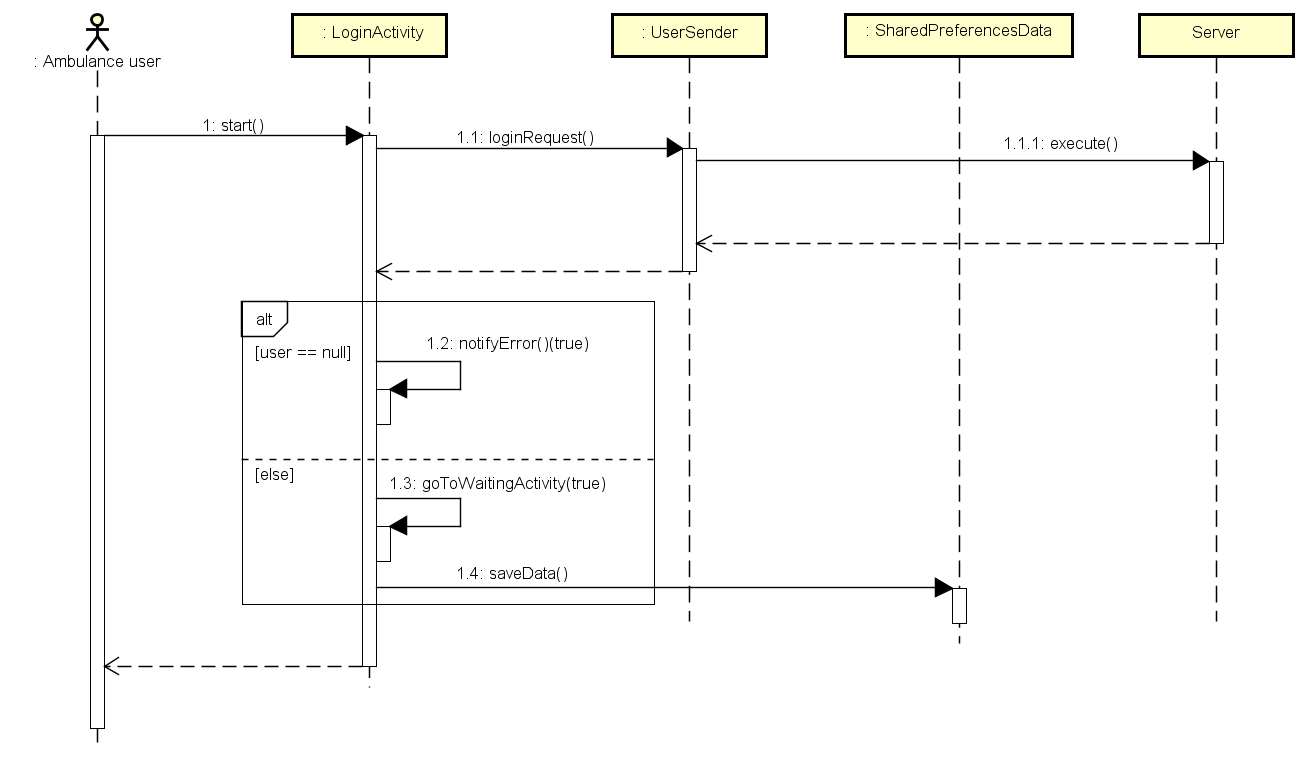 : Ambulance user
: LoginActivity
: UserSender
: SharedPreferencesData
Server
1: start()
1.1: loginRequest()
1.1.1: execute()
alt
[user == null]
1.2: notifyError()(true)
[else]
1.3: goToWaitingActivity(true)
1.4: saveData()